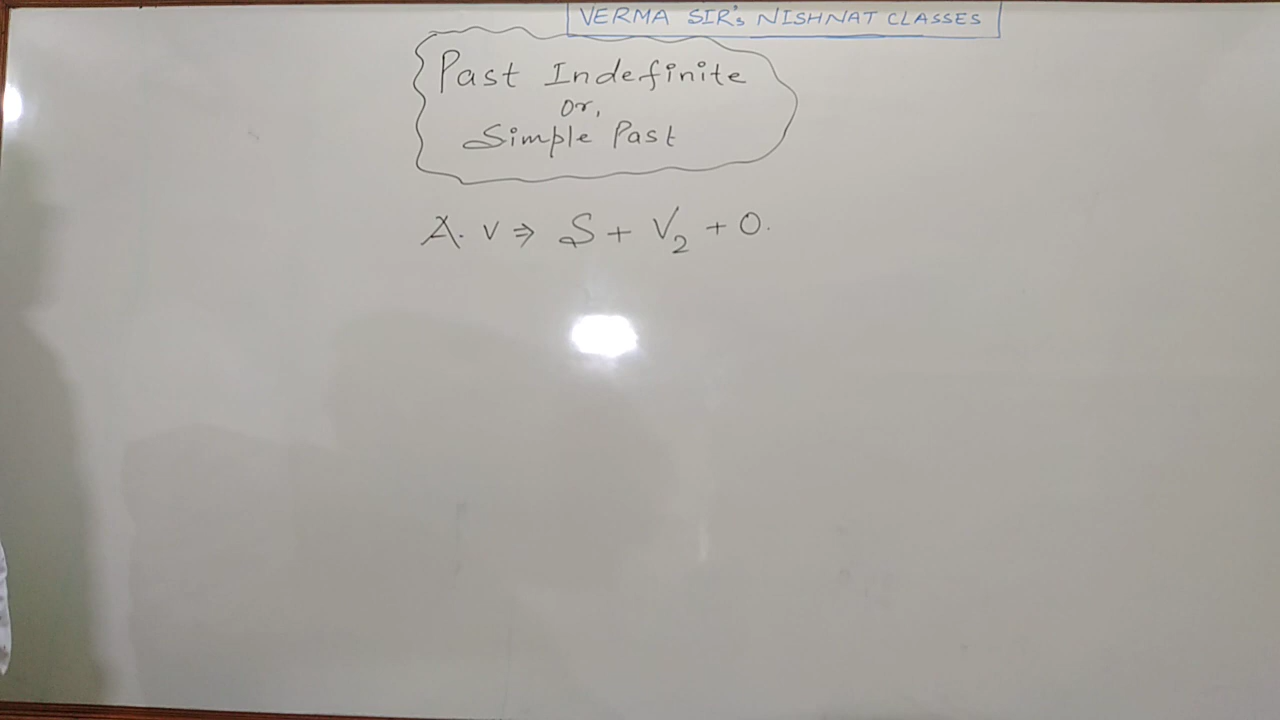 VERMA SIR's NISHNAT CLASSES
Past Indefinite
Or,
Simple Past
A. V ⇒ S + V₂ + O.